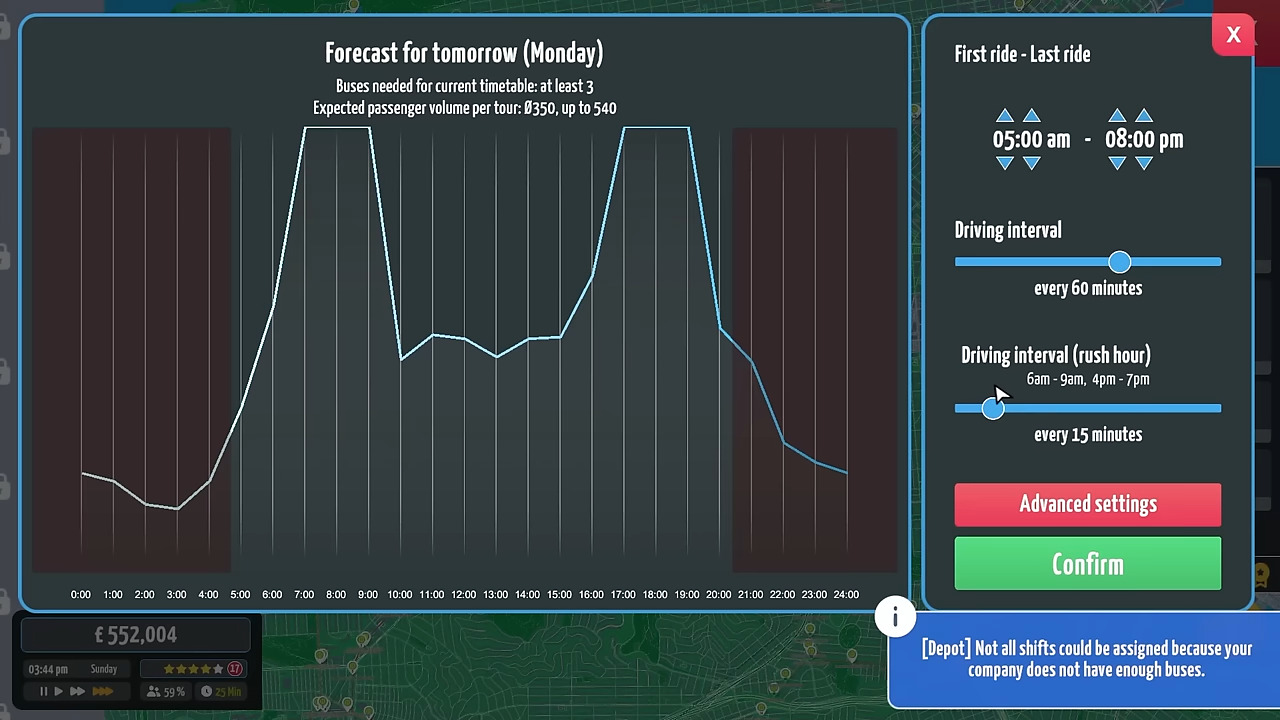 Forecast for tomorrow (Monday)
Buses needed for current timetable: at least 3
Expected passenger volume per tour: Ø350, up to 540
0:00 1:00 2:00 3:00 4:00 5:00 6:00 7:00 8:00 9:00 10:00 11:00 12:00 13:00 14:00 15:00 16:00 17:00 18:00 19:00 20:00 21:00 22:00 23:00 24:00
First ride - Last ride
X
05:00 am - 08:00 pm
Driving interval
every 60 minutes
Driving interval (rush hour)
6am - 9am, 4pm - 7pm
every 15 minutes
Advanced settings
Confirm
£ 552,004
03:44 pm Sunday
17
59 %
25 Min
i
[Depot] Not all shifts could be assigned because your
company does not have enough buses.